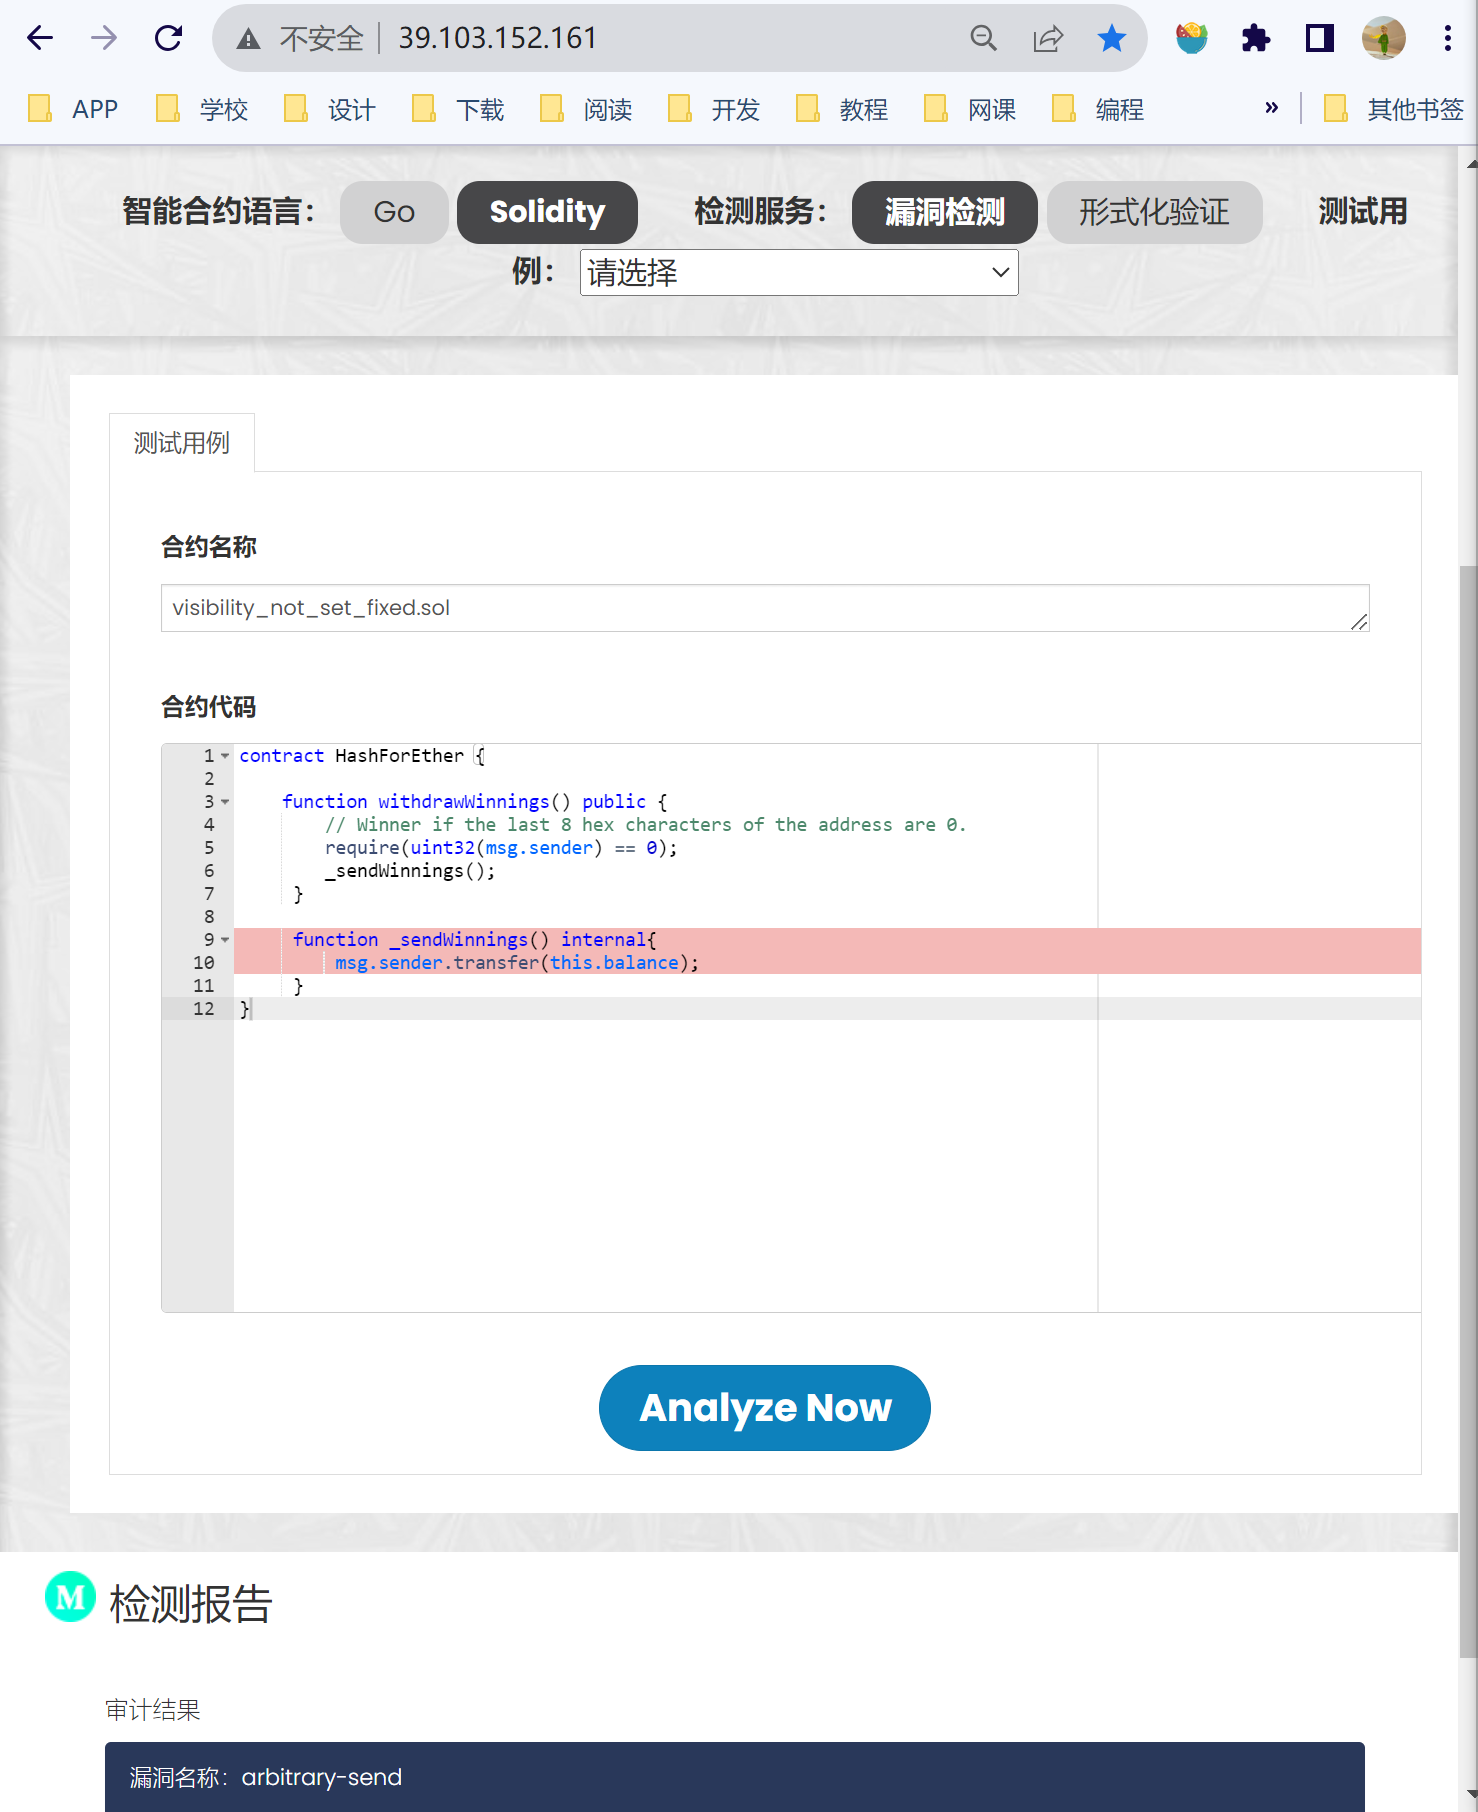 不安全 39.103.152.161
APP 学校 设计 下载 阅读 开发 教程 网课 编程 » 其他书签
智能合约语言： Go Solidity 检测服务： 漏洞检测 形式化验证 测试用
例： 请选择
测试用例
合约名称
visibility_not_set_fixed.sol
合约代码
1 contract HashForEther {
2
3     function withdrawWinnings() public {
4         // Winner if the last 8 hex characters of the address are 0.
5         require(uint32(msg.sender) == 0);
6         _sendWinnings();
7      }
8
9      function _sendWinnings() internal{
10          msg.sender.transfer(this.balance);
11      }
12 }
Analyze Now
M 检测报告
审计结果
漏洞名称：arbitrary-send